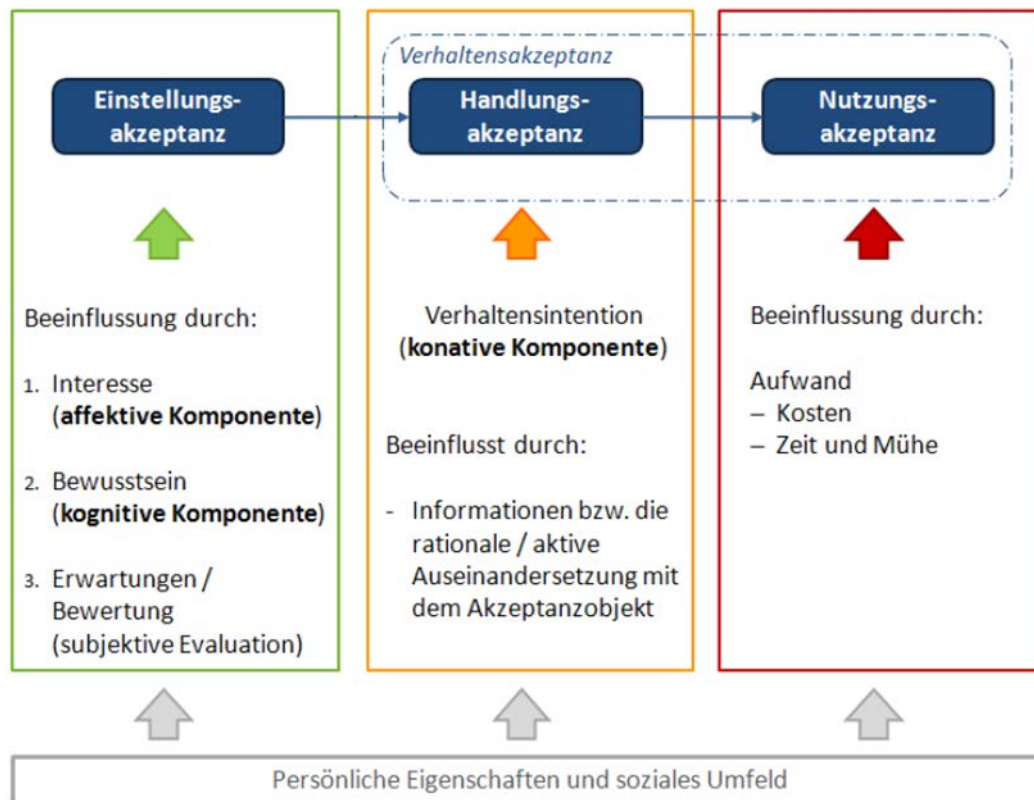 Verhaltensakzeptanz
Einstellungs-
akzeptanz
Handlungs-
akzeptanz
Nutzungs-
akzeptanz
Beeinflussung durch:
1. Interesse
(affektive Komponente)
2. Bewusstsein
(kognitive Komponente)
3. Erwartungen /
Bewertung
(subjektive Evaluation)
Verhaltensintention
(konative Komponente)
Beeinflusst durch:
- Informationen bzw. die
rationale / aktive
Auseinandersetzung mit
dem Akzeptanzobjekt
Beeinflussung durch:
Aufwand
– Kosten
– Zeit und Mühe
Persönliche Eigenschaften und soziales Umfeld